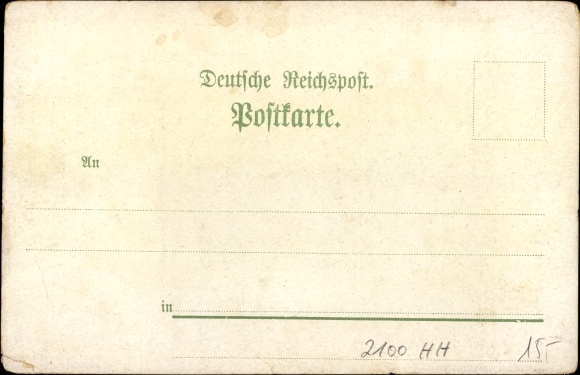 Deutsche Reichspost.
Postkarte.
An
in
2100 HH 15,-